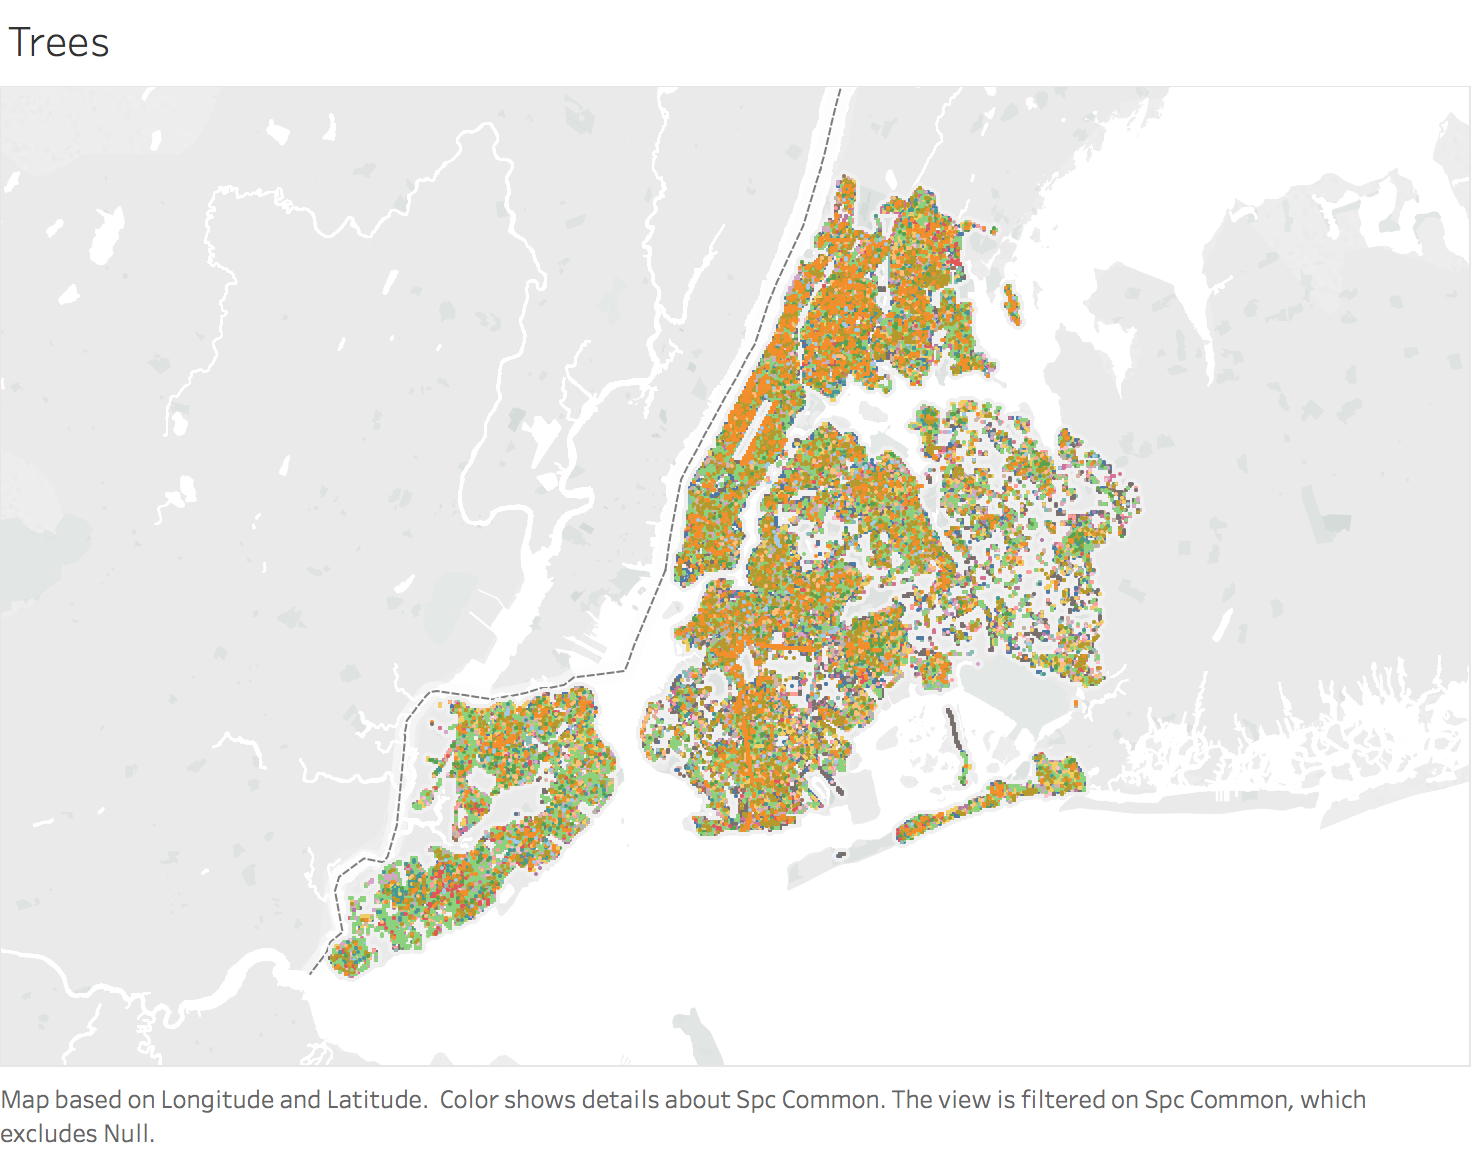 Trees
Map based on Longitude and Latitude.  Color shows details about Spc Common. The view is filtered on Spc Common, which
excludes Null.